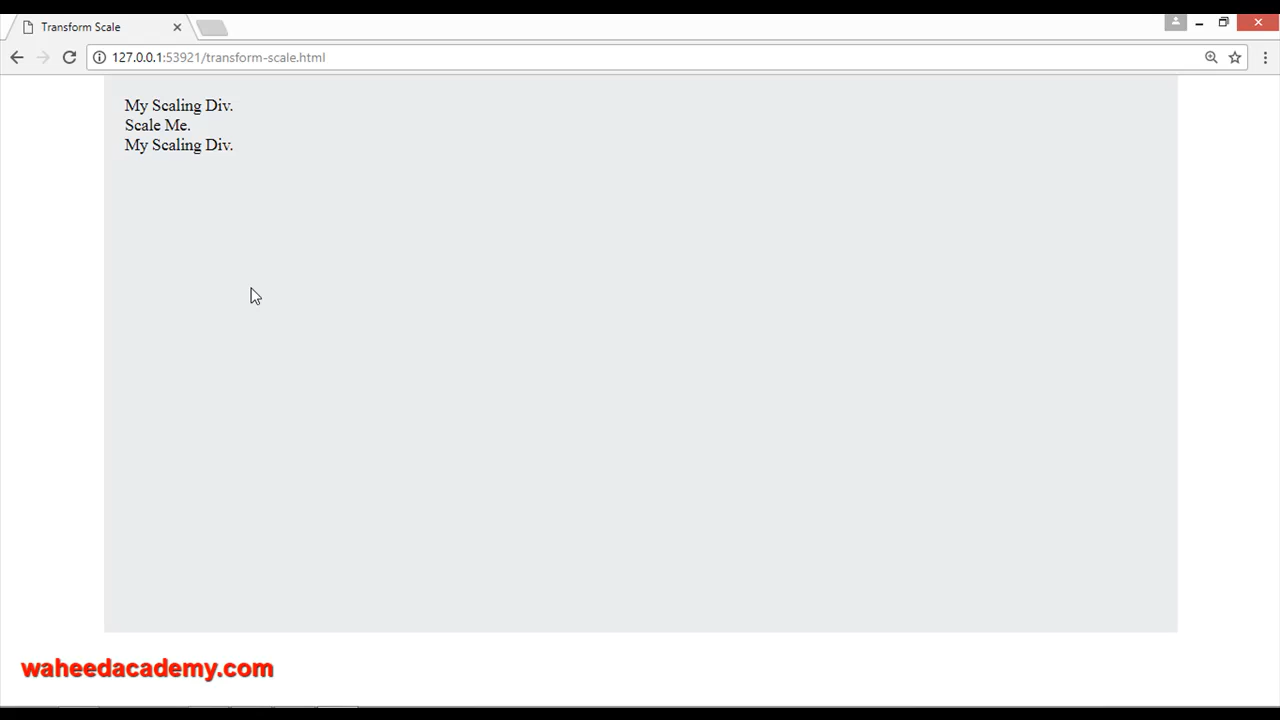 Transform Scale
127.0.0.1:53921/transform-scale.html
My Scaling Div.
Scale Me.
My Scaling Div.
waheedacademy.com